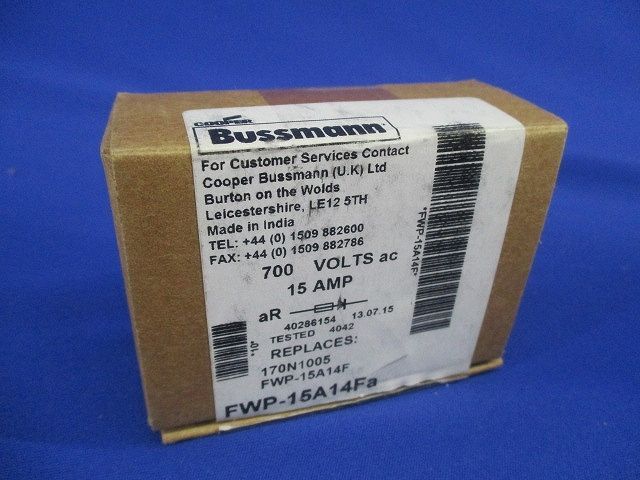 COOPER
Bussmann
For Customer Services Contact
Cooper Bussmann (U.K) Ltd
Burton on the Wolds
Leicestershire, LE12 5TH
Made in India
TEL: +44 (0) 1509 882600
FAX: +44 (0) 1509 882786
700 VOLTS ac
15 AMP
aR
40286154 13.07.15
TESTED 4042
REPLACES:
170N1005
FWP-15A14F
FWP-15A14Fa
*FWP-15A14F*